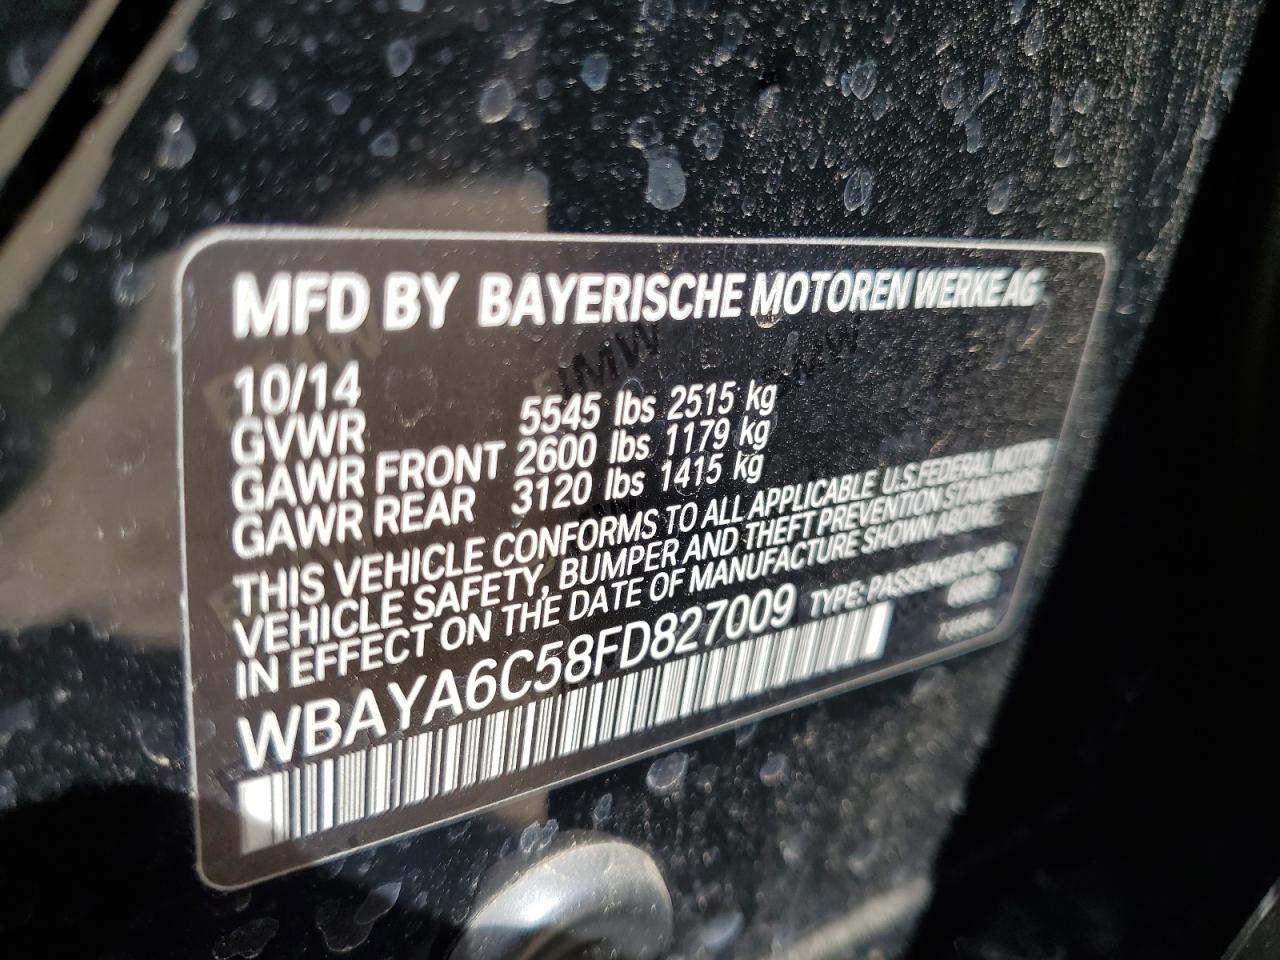 MFD BY BAYERISCHE MOTOREN WERKE AG
10/14
GVWR 5545 lbs 2515 kg
GAWR FRONT 2600 lbs 1179 kg
GAWR REAR 3120 lbs 1415 kg
THIS VEHICLE CONFORMS TO ALL APPLICABLE U.S. FEDERAL MOTOR
VEHICLE SAFETY, BUMPER AND THEFT PREVENTION STANDARDS
IN EFFECT ON THE DATE OF MANUFACTURE SHOWN ABOVE
WBAYA6C58FD827009 TYPE: PASSENGER CAR